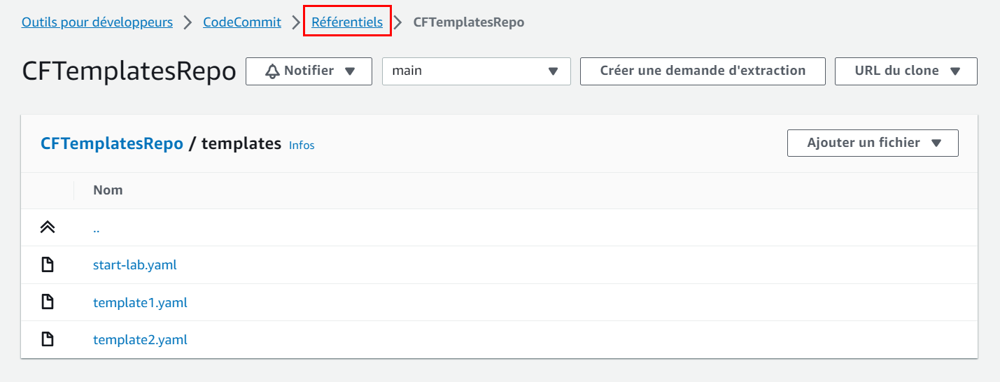 Outils pour développeurs CodeCommit Référentiels CFTemplatesRepo
CFTemplatesRepo Notifier main Créer une demande d'extraction URL du clone
CFTemplatesRepo / templates Infos Ajouter un fichier
Nom
..
start-lab.yaml
template1.yaml
template2.yaml